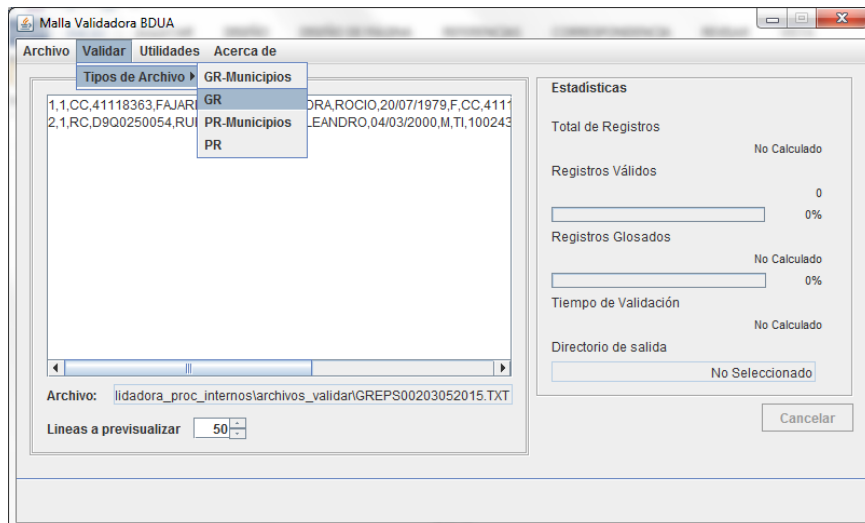 Malla Validadora BDUA
Archivo Validar Utilidades Acerca de
Tipos de Archivo GR-Municipios
GR
PR-Municipios
PR
1,1,CC,41118363,FAJAR DRA,ROCIO,20/07/1979,F,CC,4111
2,1,RC,D9Q0250054,RU LEANDRO,04/03/2000,M,TI,100243
Archivo: lidadora_proc_internos\archivos_validar\GREPS00203052015.TXT
Lineas a previsualizar 50
Estadisticas
Total de Registros
No Calculado
Registros Válidos
0
0%
Registros Glosados
No Calculado
0%
Tiempo de Validación
No Calculado
Directorio de salida
No Seleccionado
Cancelar